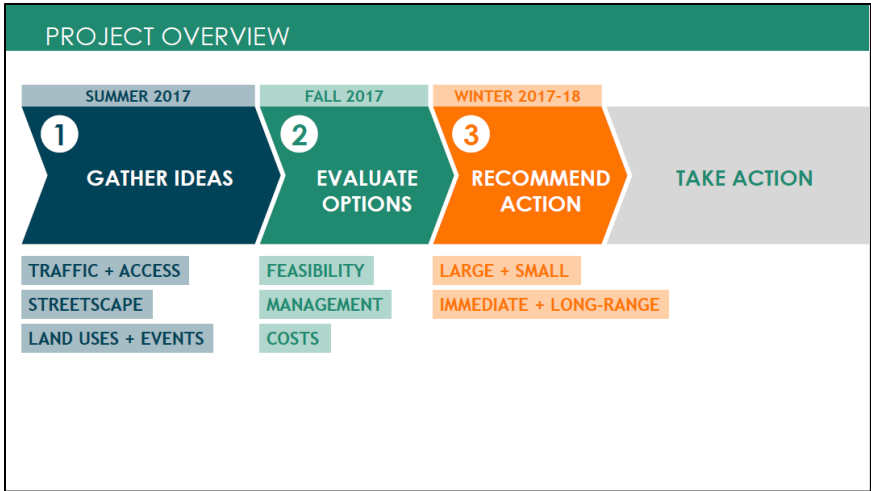 PROJECT OVERVIEW
SUMMER 2017
FALL 2017
WINTER 2017-18
1
GATHER IDEAS
2
EVALUATE
OPTIONS
3
RECOMMEND
ACTION
TAKE ACTION
TRAFFIC + ACCESS
STREETSCAPE
LAND USES + EVENTS
FEASIBILITY
MANAGEMENT
COSTS
LARGE + SMALL
IMMEDIATE + LONG-RANGE